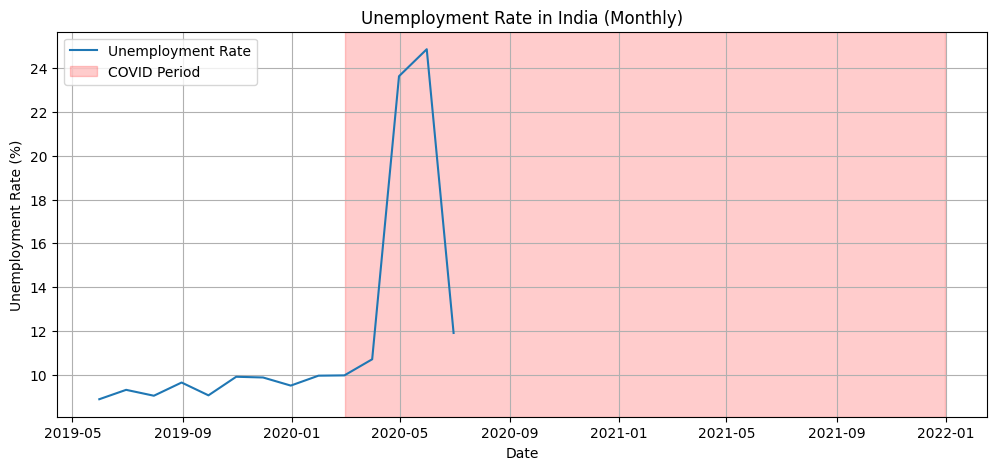 Unemployment Rate in India (Monthly)
Unemployment Rate
COVID Period
Unemployment Rate (%)
24
22
20
18
16
14
12
10
2019-05 2019-09 2020-01 2020-05 2020-09 2021-01 2021-05 2021-09 2022-01
Date